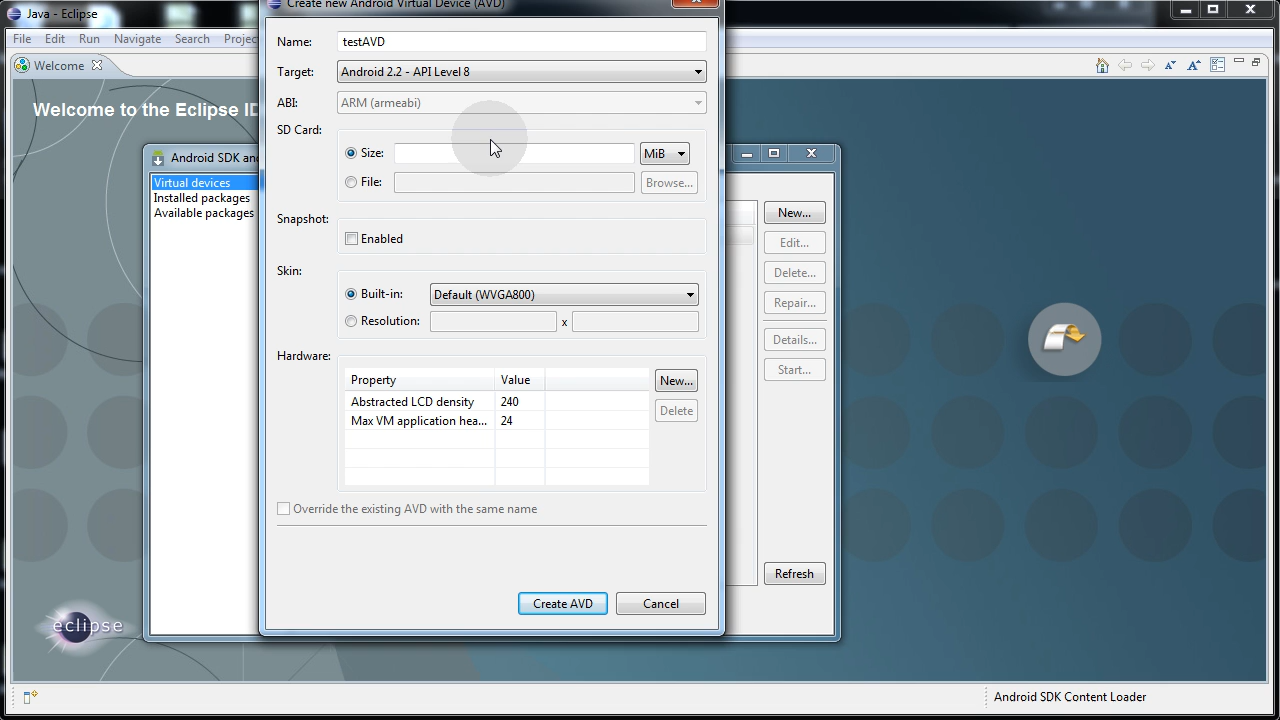 Java - Eclipse
Create new Android Virtual Device (AVD)
File Edit Run Navigate Search Projec
Welcome
Welcome to the Eclipse ID
Android SDK an
Virtual devices
Installed packages
Available packages
Name: testAVD
Target: Android 2.2 - API Level 8
ABI: ARM (armeabi)
SD Card:
Size: MiB
File: Browse...
Snapshot:
Enabled
Skin:
Built-in: Default (WVGA800)
Resolution: x
Hardware:
Property Value New...
Abstracted LCD density 240
Delete
Max VM application hea... 24
Override the existing AVD with the same name
Create AVD Cancel
New...
Edit...
Delete...
Repair...
Details...
Start...
Refresh
eclipse
Android SDK Content Loader